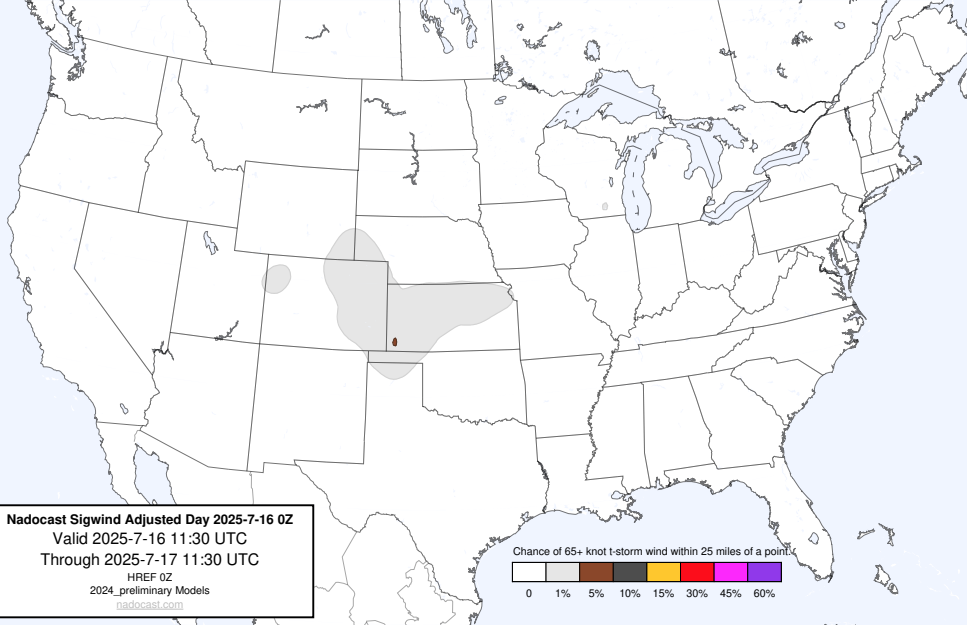 Nadocast Sigwind Adjusted Day 2025-7-16 0Z
Valid 2025-7-16 11:30 UTC
Through 2025-7-17 11:30 UTC
HREF 0Z
2024_preliminary Models
nadocast.com
Chance of 65+ knot t-storm wind within 25 miles of a point.
0 1% 5% 10% 15% 30% 45% 60%